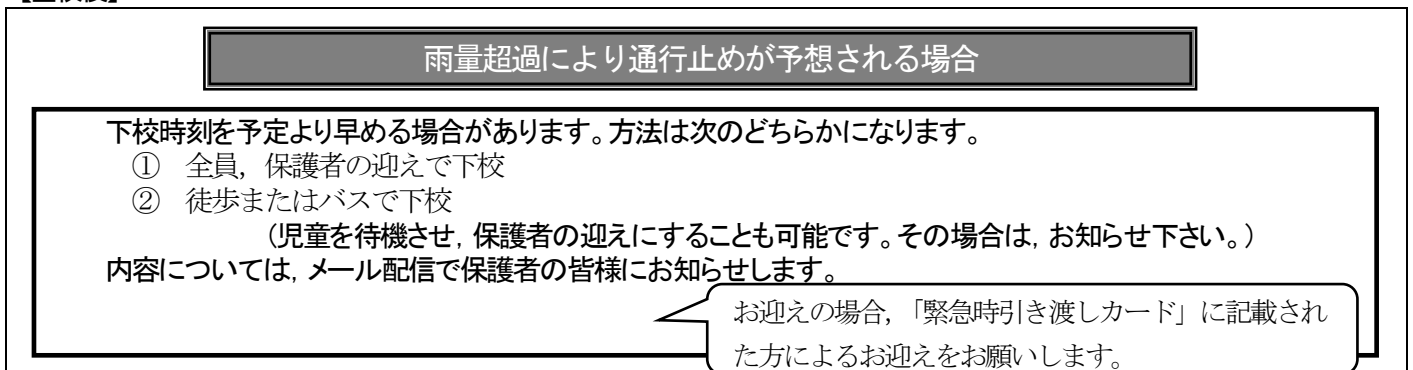 雨量超過により通行止めが予想される場合
下校時刻を予定より早める場合があります。方法は次のどちらかになります。
① 全員，保護者の迎えで下校
② 徒歩またはバスで下校
（児童を待機させ，保護者の迎えにすることも可能です。その場合は，お知らせ下さい。）
内容については，メール配信で保護者の皆様にお知らせします。
お迎えの場合，「緊急時引き渡しカード」に記載され
た方によるお迎えをお願いします。